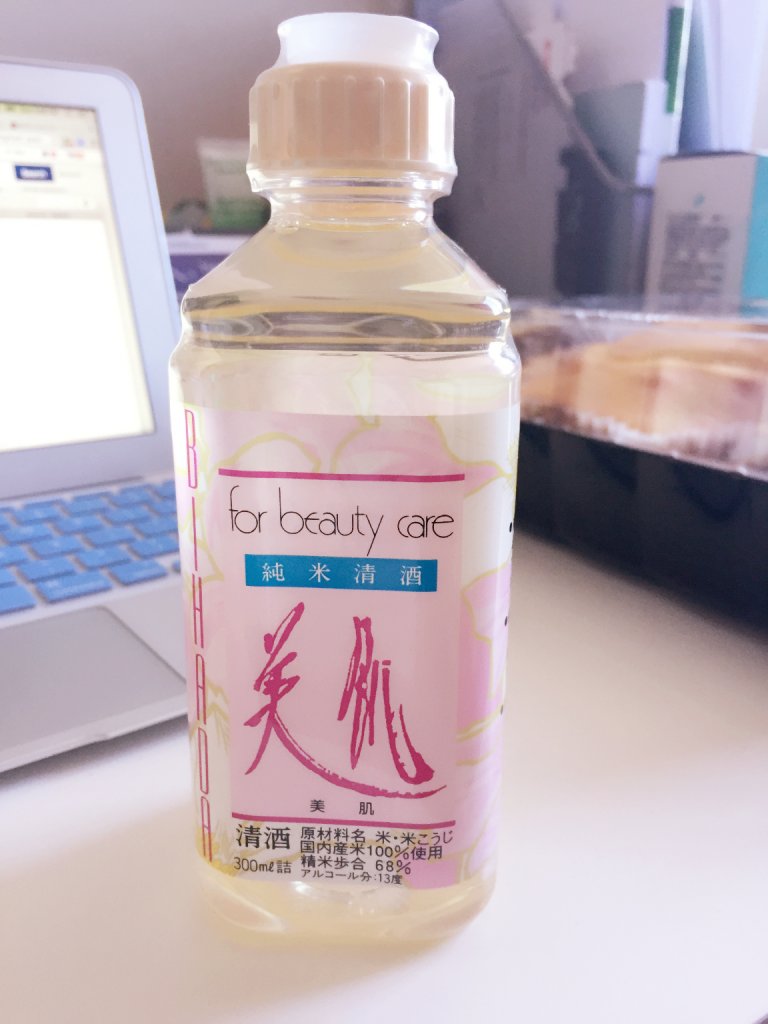 for beauty care
純米清酒
美肌
美肌
BIHADA
清酒
300ml詰
原材料名 米・米こうじ
国内産米100%使用
精米歩合 68%
アルコール分:13度